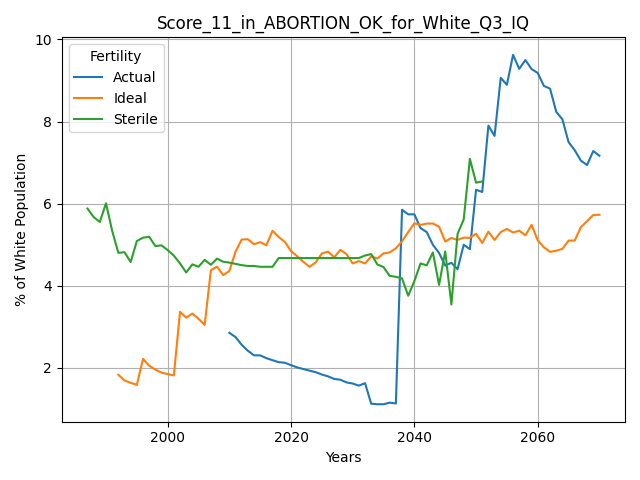 Score_11_in_ABORTION_OK_for_White_Q3_IQ
Fertility
Actual
Ideal
Sterile
% of White Population
10
8
6
4
2
2000
2020
2040
2060
Years